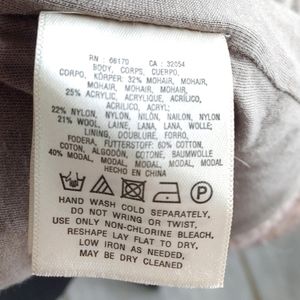 RN : 66170 CA : 32054
BODY, CORPS, CUERPO,
CORPO, KÖRPER: 32% MOHAIR, MOHAIR,
MOHAIR, MOHAIR, MOHAIR,
25% ACRYLIC, ACRYLIQUE, ACRÍLICO,
ACRILICO, ACRYL;
22% NYLON, NYLON, NILÓN, NAILON, NYLON
21% WOOL, LAINE, LANA, LANA, WOLLE;
LINING, DOUBLURE, FORRO,
FODERA, FUTTERSTOFF: 60% COTTON,
COTON, ALGODÓN, COTONE, BAUMWOLLE
40% MODAL, MODAL, MODAL, MODAL, MODAL
HECHO EN CHINA
P
HAND WASH COLD SEPARATELY,
DO NOT WRING OR TWIST,
USE ONLY NON-CHLORINE BLEACH.
RESHAPE LAY FLAT TO DRY,
LOW IRON AS NEEDED.
MAY BE DRY CLEANED